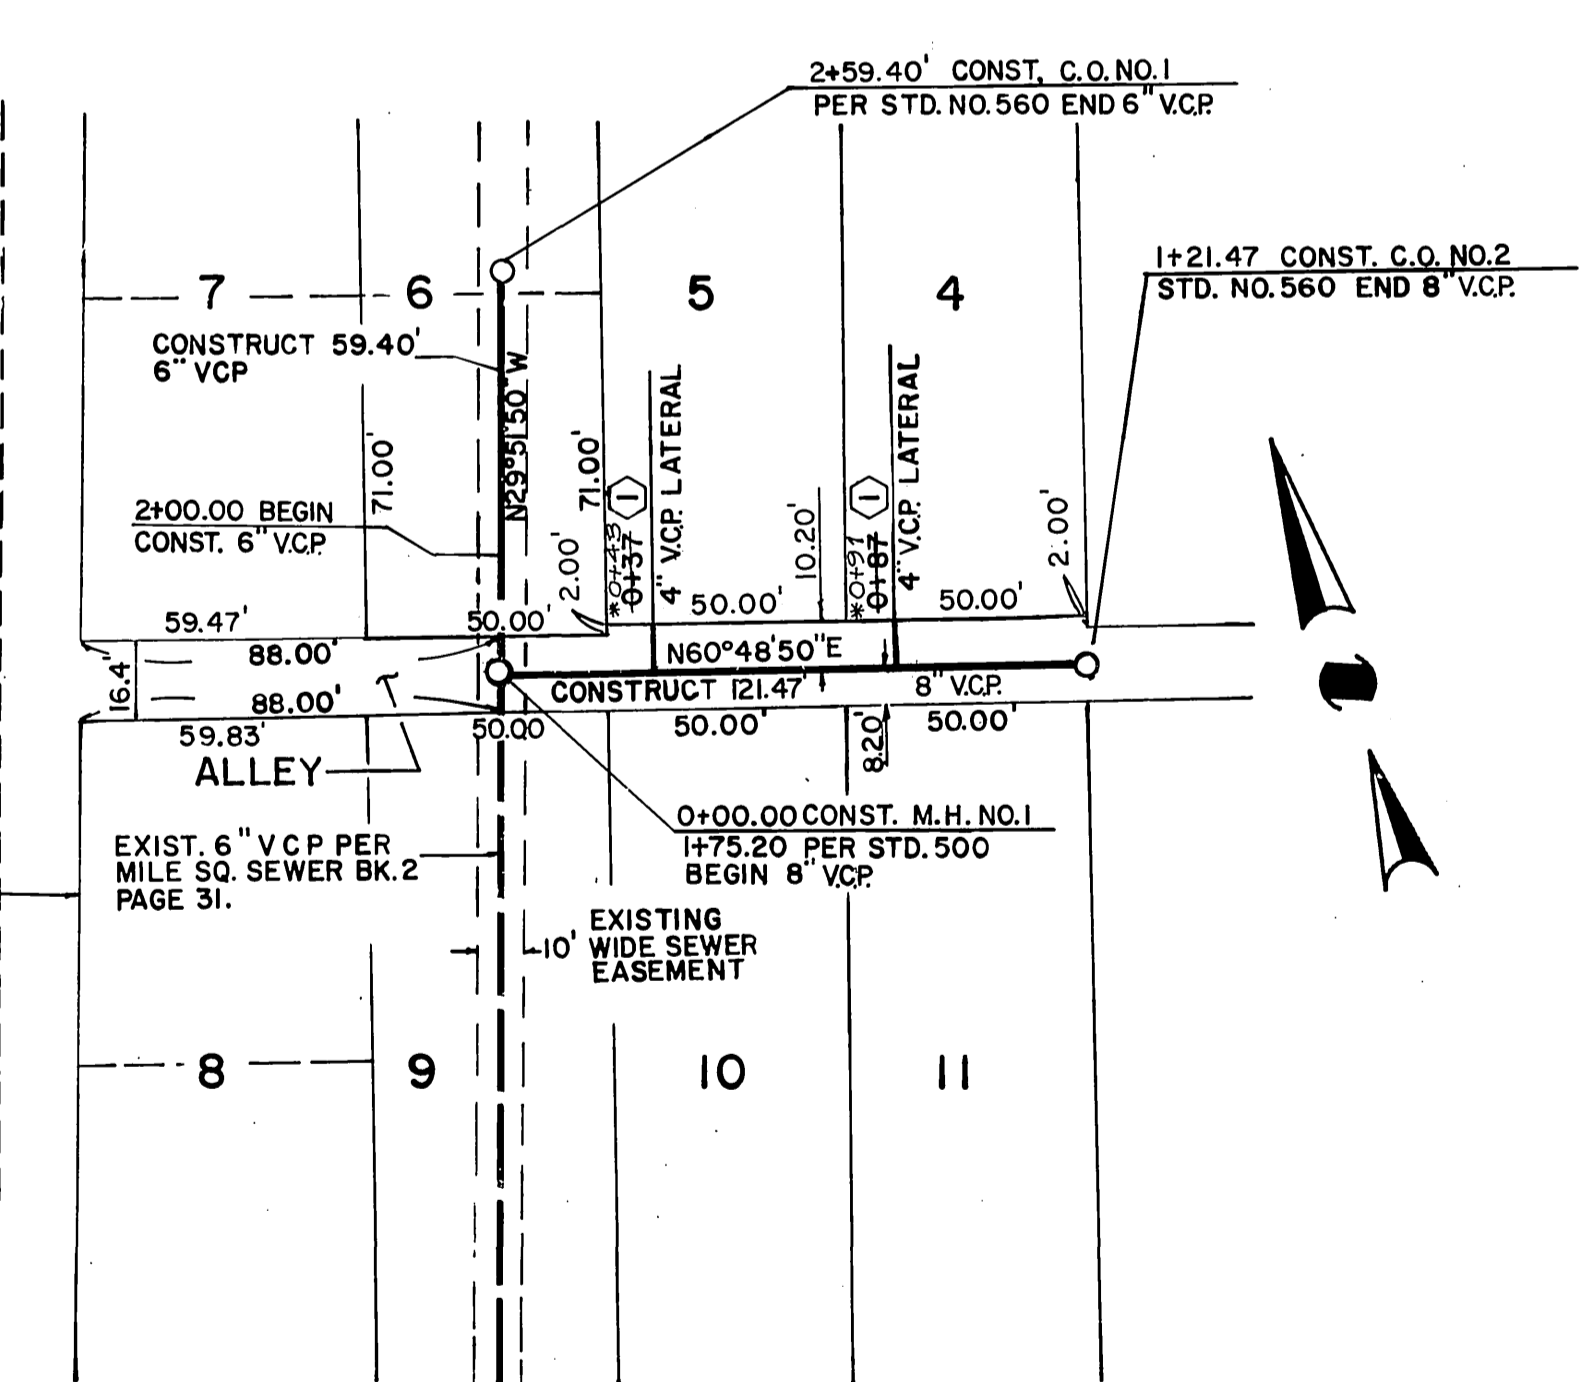 2+59.40' CONST, C.O. NO.1
PER STD. NO.560 END 6" V.C.P.
1+21.47 CONST. C.O. NO.2
STD. NO.560 END 8" V.C.P.
7
6
5
4
CONSTRUCT 59.40'
6" VCP
N29°51'50"W
71.00'
71.00'
2+00.00 BEGIN
CONST. 6" V.C.P.
2.00'
*0+43
0+37
1
4" V.C.P. LATERAL
10.20'
*0+91
0+87
1
4" V.C.P. LATERAL
2.00'
59.47'
50.00'
50.00'
50.00'
88.00'
N60°48'50"E
16.4'
CONSTRUCT 121.47'
8" V.C.P.
88.00'
59.83'
50.00
50.00'
8.20'
50.00'
ALLEY
0+00.00 CONST. M.H. NO.1
1+75.20 PER STD. 500
BEGIN 8" V.C.P.
EXIST. 6" V C P PER
MILE SQ. SEWER BK. 2
PAGE 31.
10' EXISTING
WIDE SEWER
EASEMENT
8
9
10
11